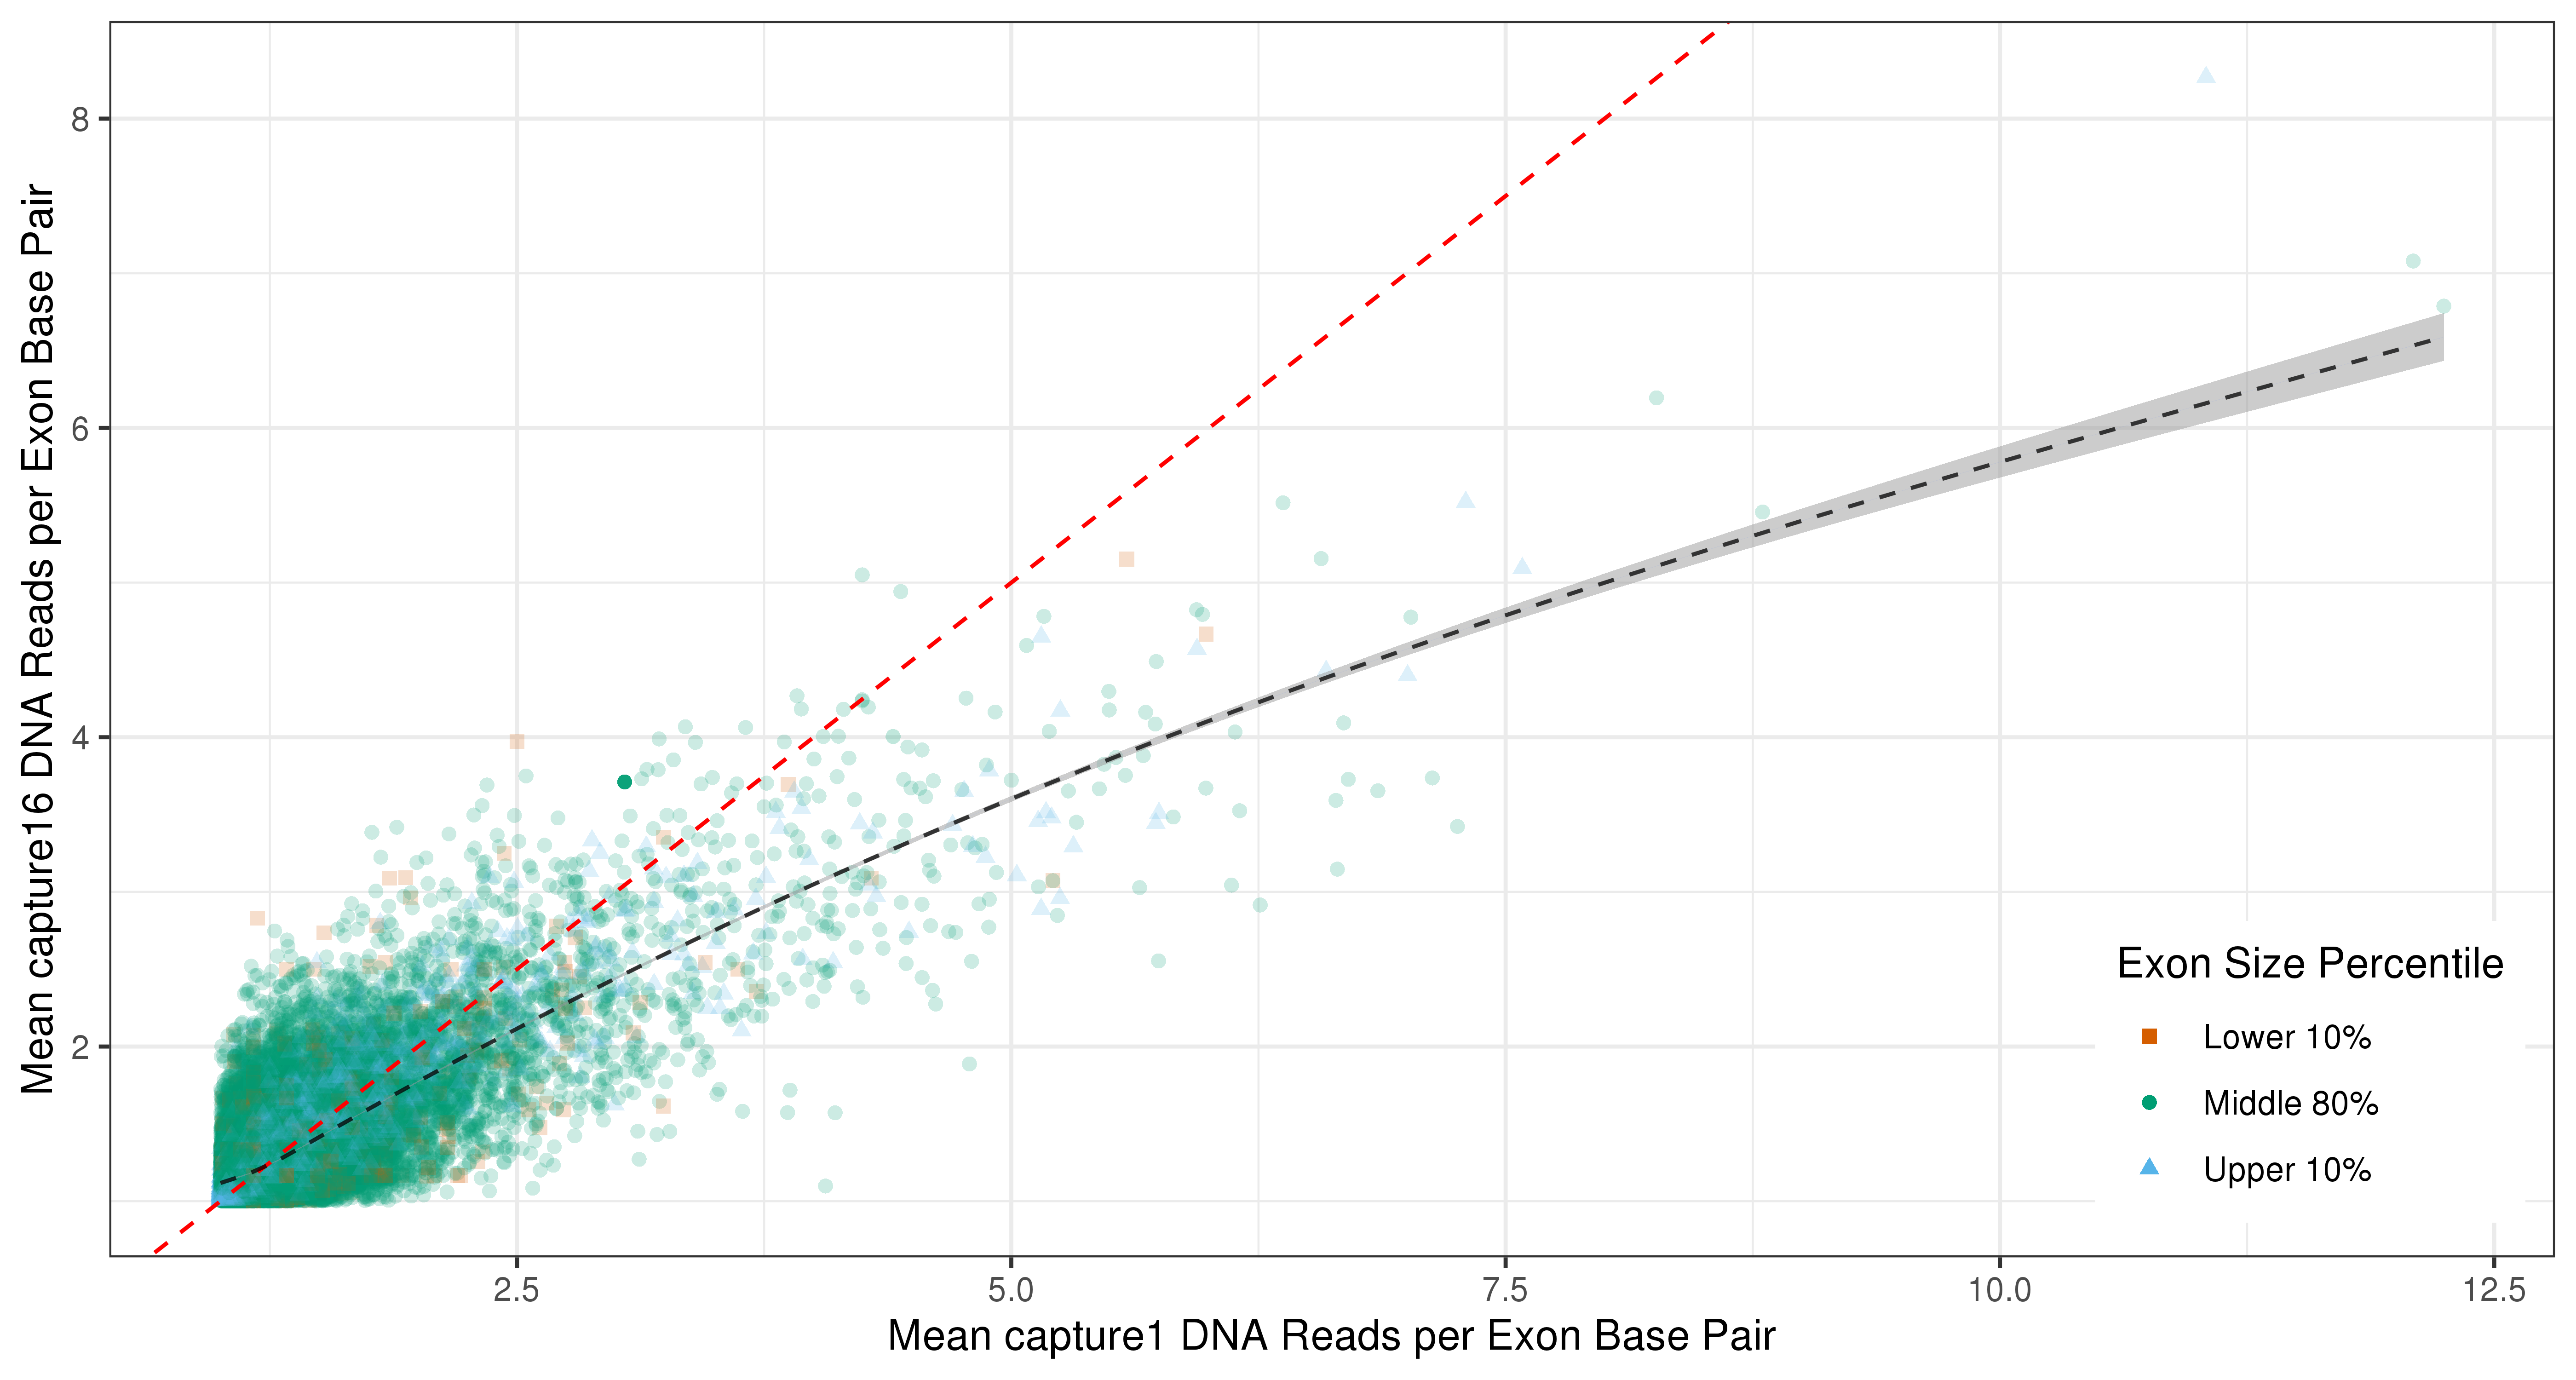 Mean capture16 DNA Reads per Exon Base Pair
8
6
4
2
2.5
5.0
7.5
10.0
12.5
Mean capture1 DNA Reads per Exon Base Pair
Exon Size Percentile
Lower 10%
Middle 80%
Upper 10%